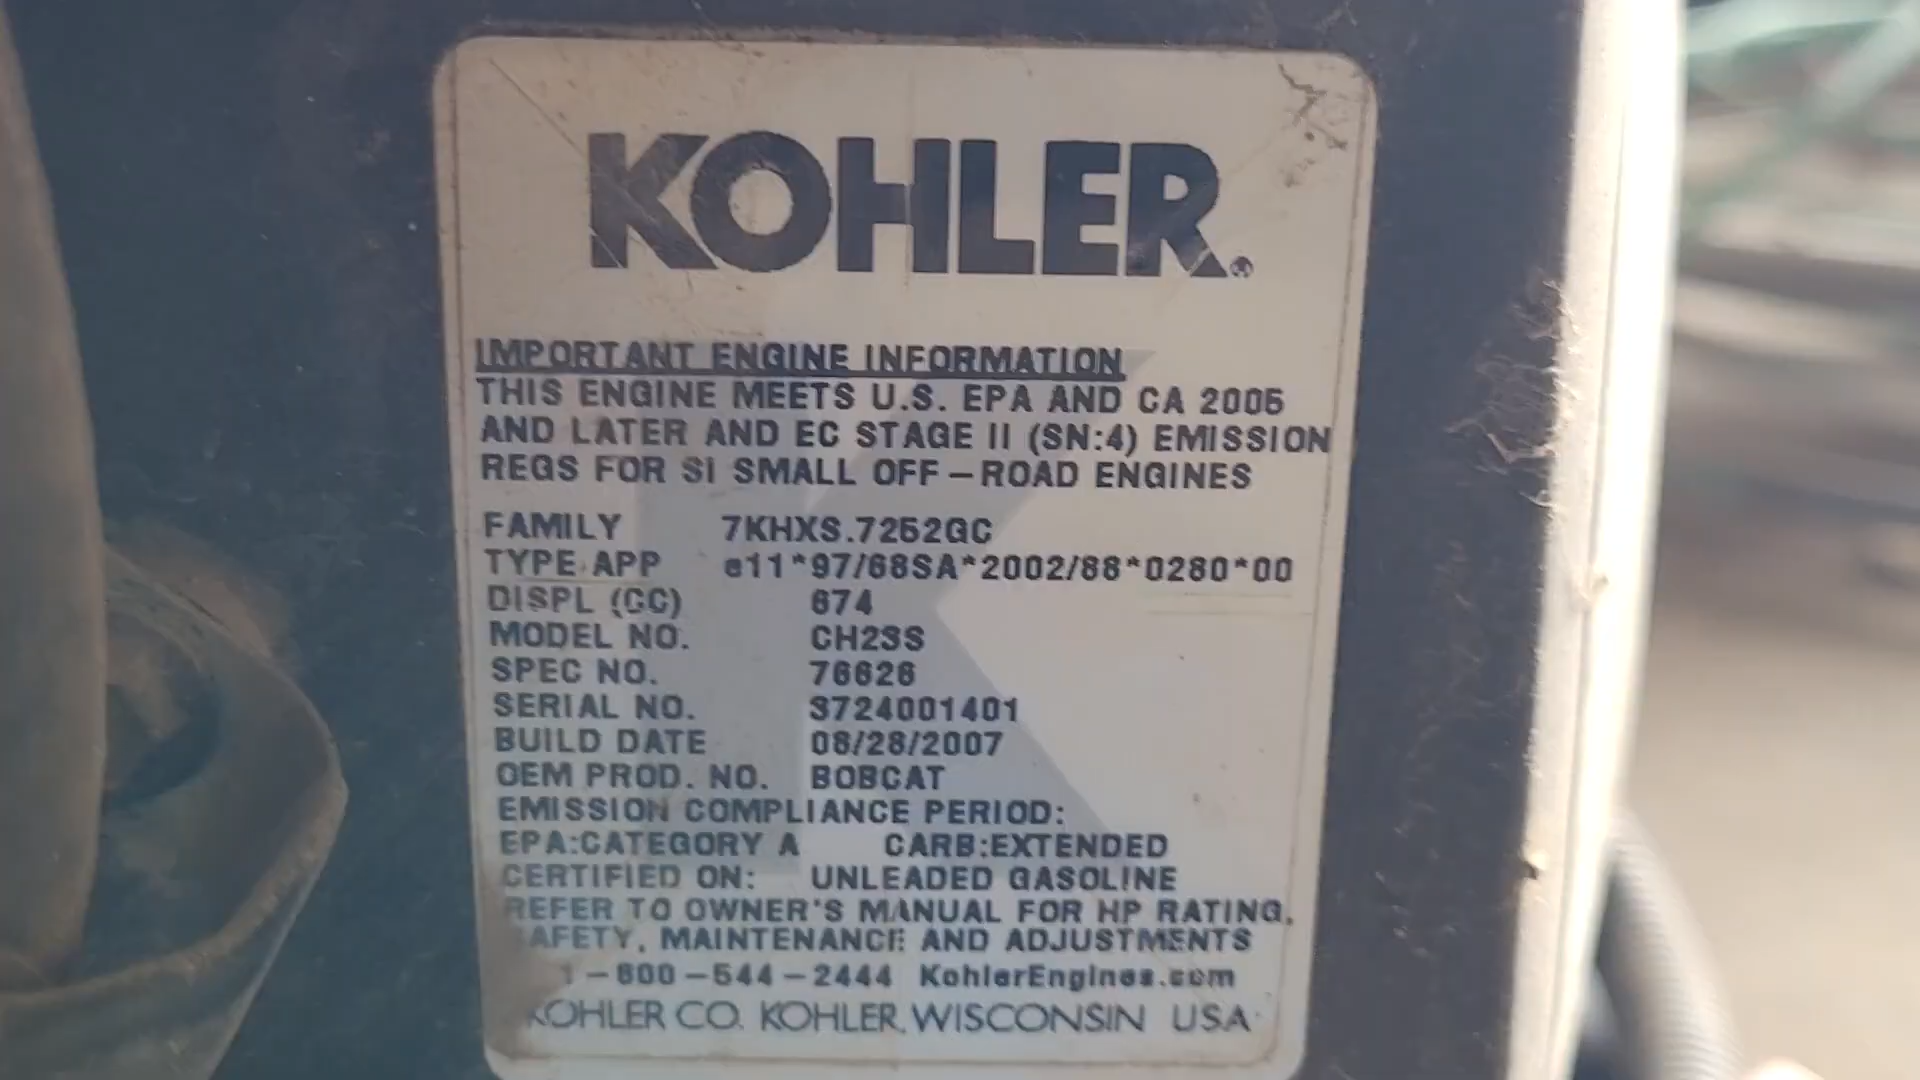 KOHLER®
IMPORTANT ENGINE INFORMATION
THIS ENGINE MEETS U.S. EPA AND CA 2005
AND LATER AND EC STAGE II (SN:4) EMISSION
REGS FOR SI SMALL OFF-ROAD ENGINES
FAMILY 7KHXS.7252GC
TYPE APP e11*97/68SA*2002/88*0280*00
DISPL (CC) 674
MODEL NO. CH23S
SPEC NO. 76626
SERIAL NO. 3724001401
BUILD DATE 08/28/2007
OEM PROD. NO. BOBCAT
EMISSION COMPLIANCE PERIOD:
EPA:CATEGORY A CARB:EXTENDED
CERTIFIED ON: UNLEADED GASOLINE
REFER TO OWNER'S MANUAL FOR HP RATING,
SAFETY, MAINTENANCE AND ADJUSTMENTS
1-800-544-2444 KohlerEngines.com
KOHLER CO. KOHLER, WISCONSIN USA